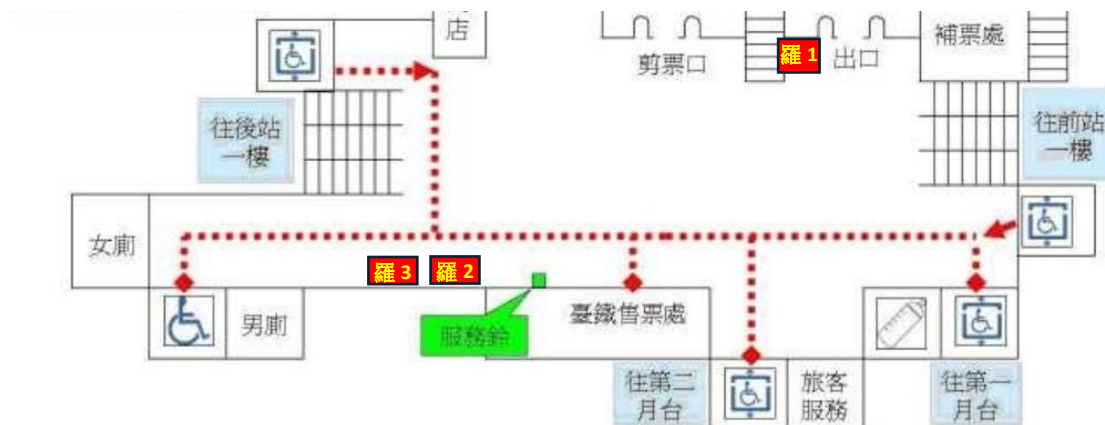 店
剪票口
羅 1
出口
補票處
往後站
一樓
往前站
一樓
女廁
羅 3
羅 2
男廁
服務鈴
臺鐵售票處
往第二
月台
旅客
服務
往第一
月台